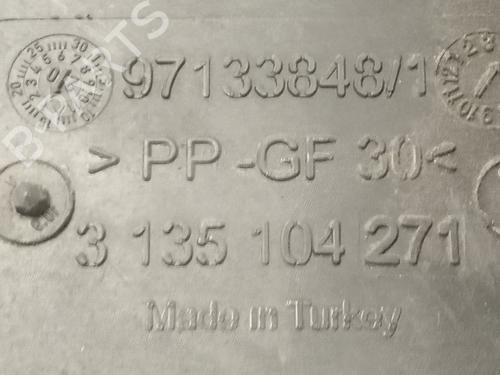 97133848/1
> PP-GF 30<
3 135 104 271
Made in Turkey